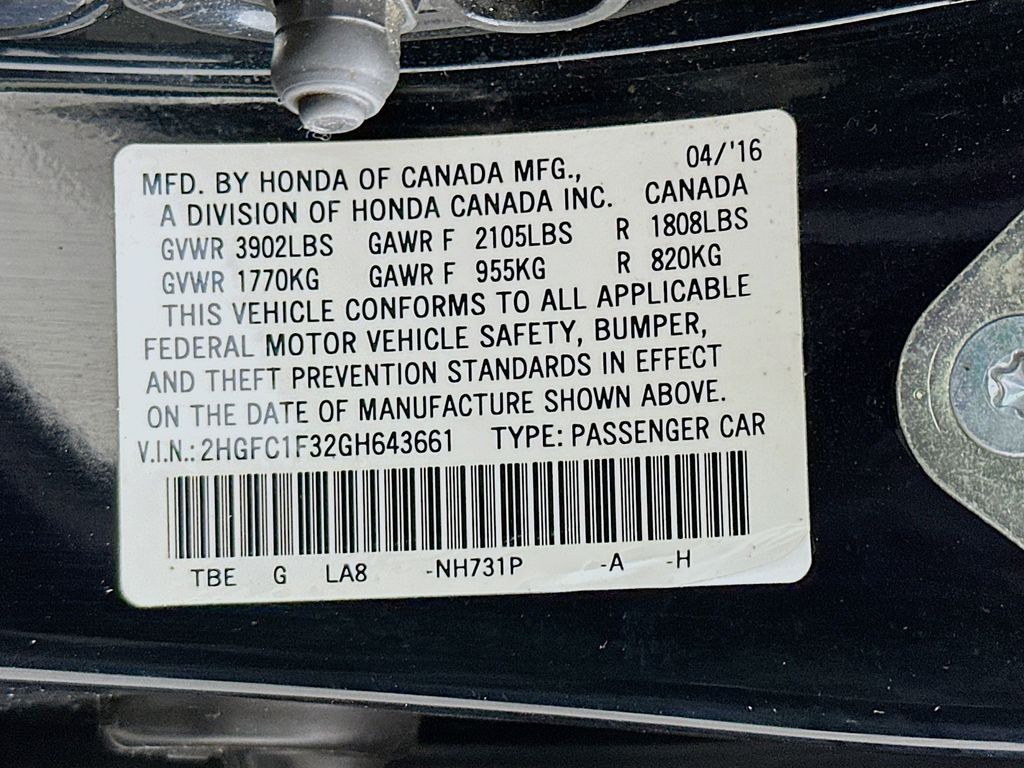 MFD. BY HONDA OF CANADA MFG., 04/'16
A DIVISION OF HONDA CANADA INC. CANADA
GVWR 3902LBS GAWR F 2105LBS R 1808LBS
GVWR 1770KG GAWR F 955KG R 820KG
THIS VEHICLE CONFORMS TO ALL APPLICABLE
FEDERAL MOTOR VEHICLE SAFETY, BUMPER,
AND THEFT PREVENTION STANDARDS IN EFFECT
ON THE DATE OF MANUFACTURE SHOWN ABOVE.
V.I.N.: 2HGFC1F32GH643661 TYPE: PASSENGER CAR
TBE G LA8 -NH731P -A -H